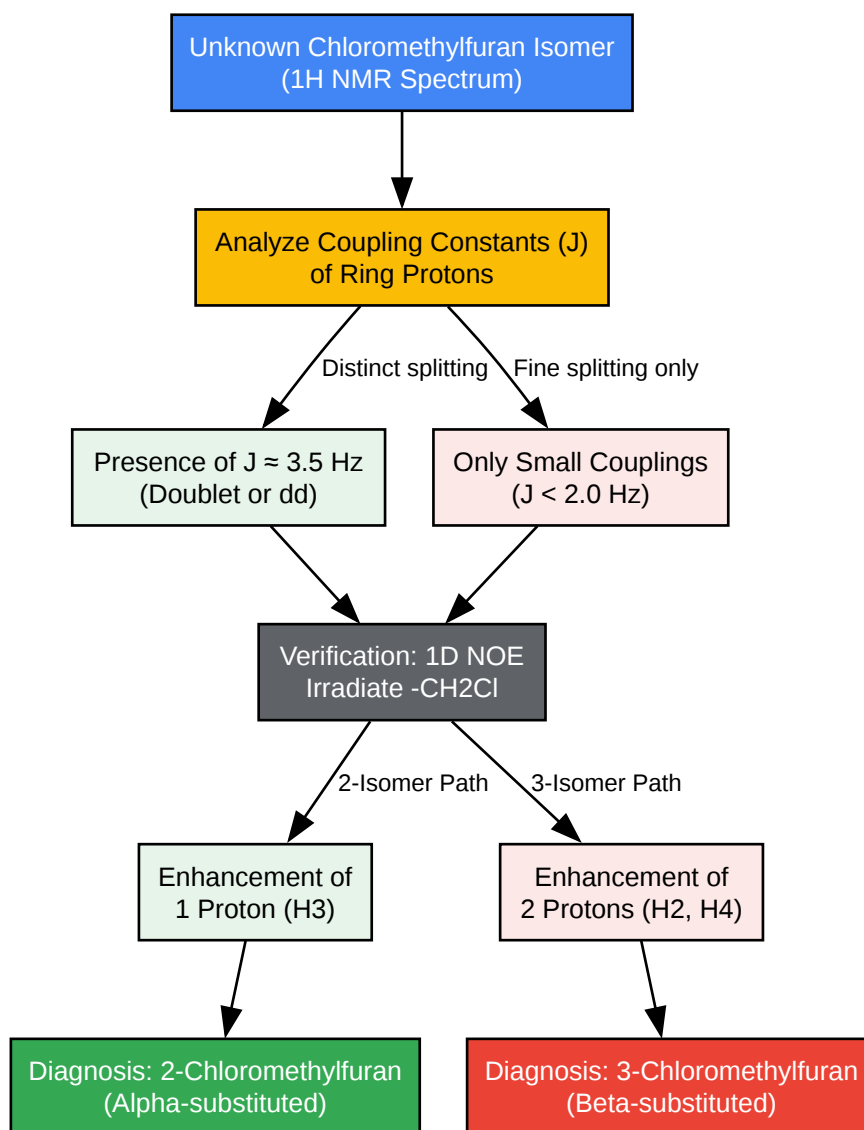 Unknown Chloromethylfuran Isomer
(1H NMR Spectrum)
Analyze Coupling Constants (J)
of Ring Protons
Distinct splitting
Fine splitting only
Presence of J ≈ 3.5 Hz
(Doublet or dd)
Only Small Couplings
(J < 2.0 Hz)
Verification: 1D NOE
Irradiate -CH2Cl
2-Isomer Path
3-Isomer Path
Enhancement of
1 Proton (H3)
Enhancement of
2 Protons (H2, H4)
Diagnosis: 2-Chloromethylfuran
(Alpha-substituted)
Diagnosis: 3-Chloromethylfuran
(Beta-substituted)